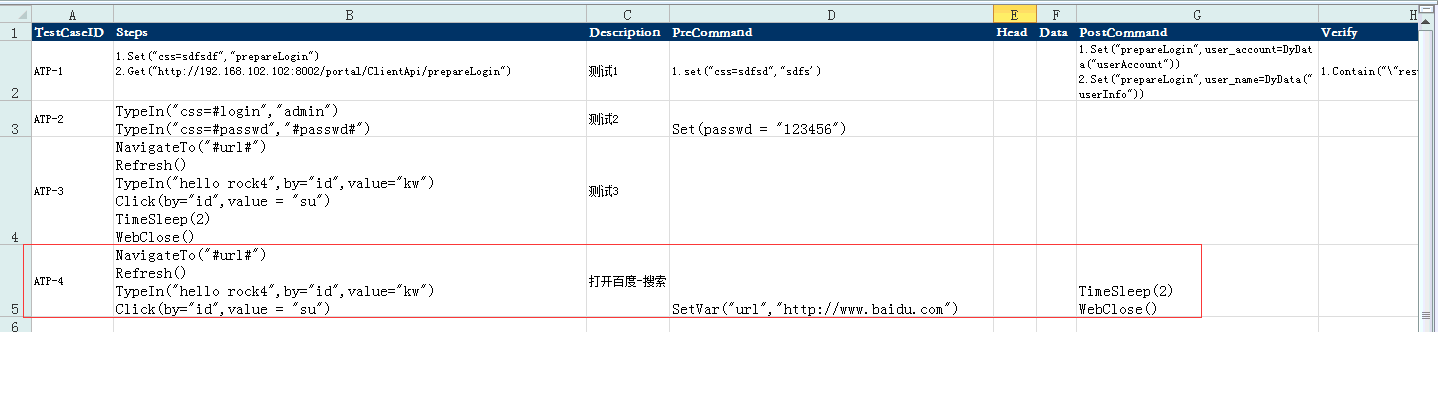 A B C D E F G H
1 TestCaseID Steps Description PreCommand Head Data PostCommand Verify
2 ATP-1
1.Set("css=sdfsdf","prepareLogin")
2.Get("http://192.168.102.102:8002/portal/ClientApi/prepareLogin")
测试1
1.set("css=sdfsd","sdfs')
1.Set("prepareLogin",user_account=DyDat
a("userAccount"))
2.Set("prepareLogin",user_name=DyData("
userInfo"))
1.Contain("\"res
3 ATP-2
TypeIn("css=#login","admin")
TypeIn("css=#passwd","#passwd#")
测试2
Set(passwd = "123456")
4 ATP-3
NavigateTo("#url#")
Refresh()
TypeIn("hello rock4",by="id",value="kw")
Click(by="id",value = "su")
TimeSleep(2)
WebClose()
测试3
5 ATP-4
NavigateTo("#url#")
Refresh()
TypeIn("hello rock4",by="id",value="kw")
Click(by="id",value = "su")
打开百度-搜索
SetVar("url","http://www.baidu.com")
TimeSleep(2)
WebClose()
6